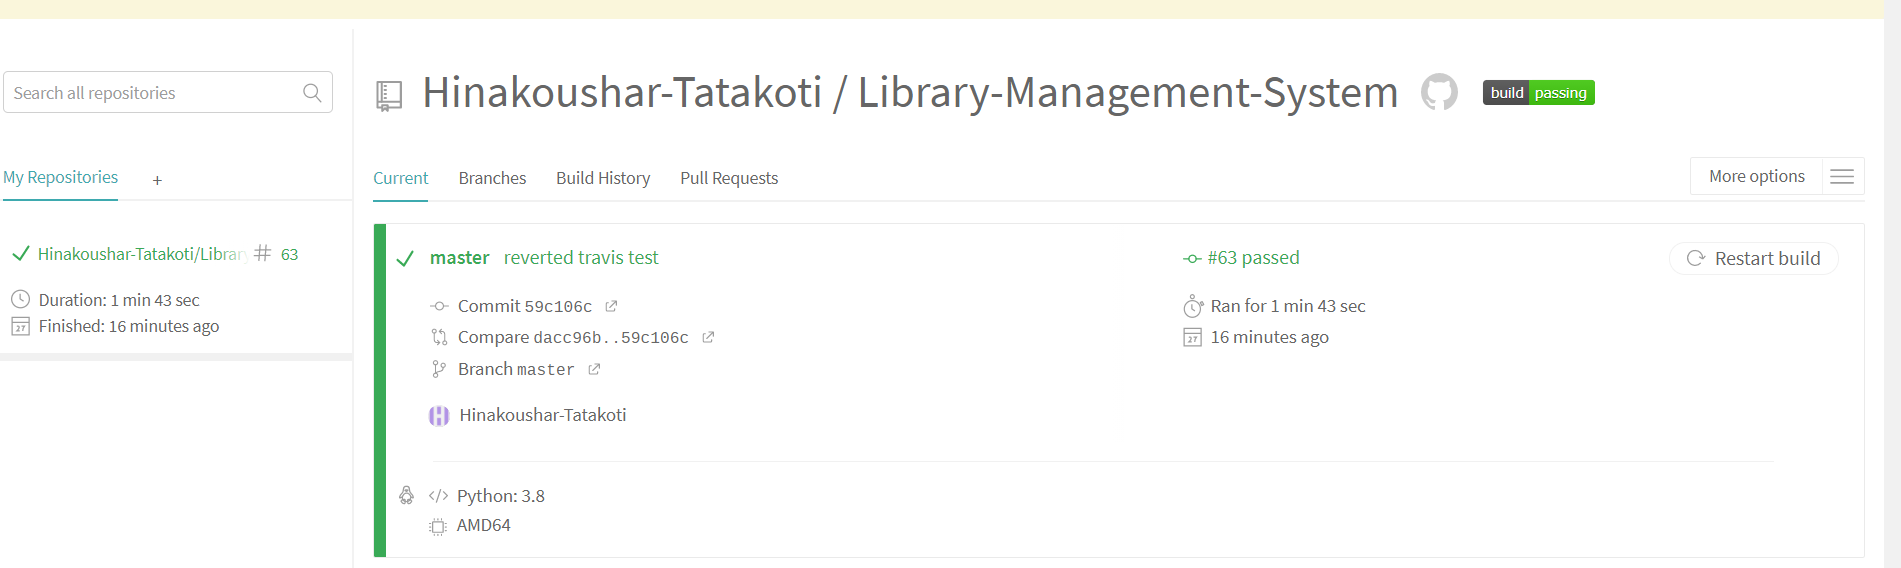 Search all repositories
My Repositories +
Hinakoushar-Tatakoti/Librar # 63
Duration: 1 min 43 sec
Finished: 16 minutes ago
Hinakoushar-Tatakoti / Library-Management-System build passing
Current Branches Build History Pull Requests More options
master reverted travis test #63 passed Restart build
Commit 59c106c Ran for 1 min 43 sec
Compare dacc96b..59c106c 16 minutes ago
Branch master
Hinakoushar-Tatakoti
Python: 3.8
AMD64